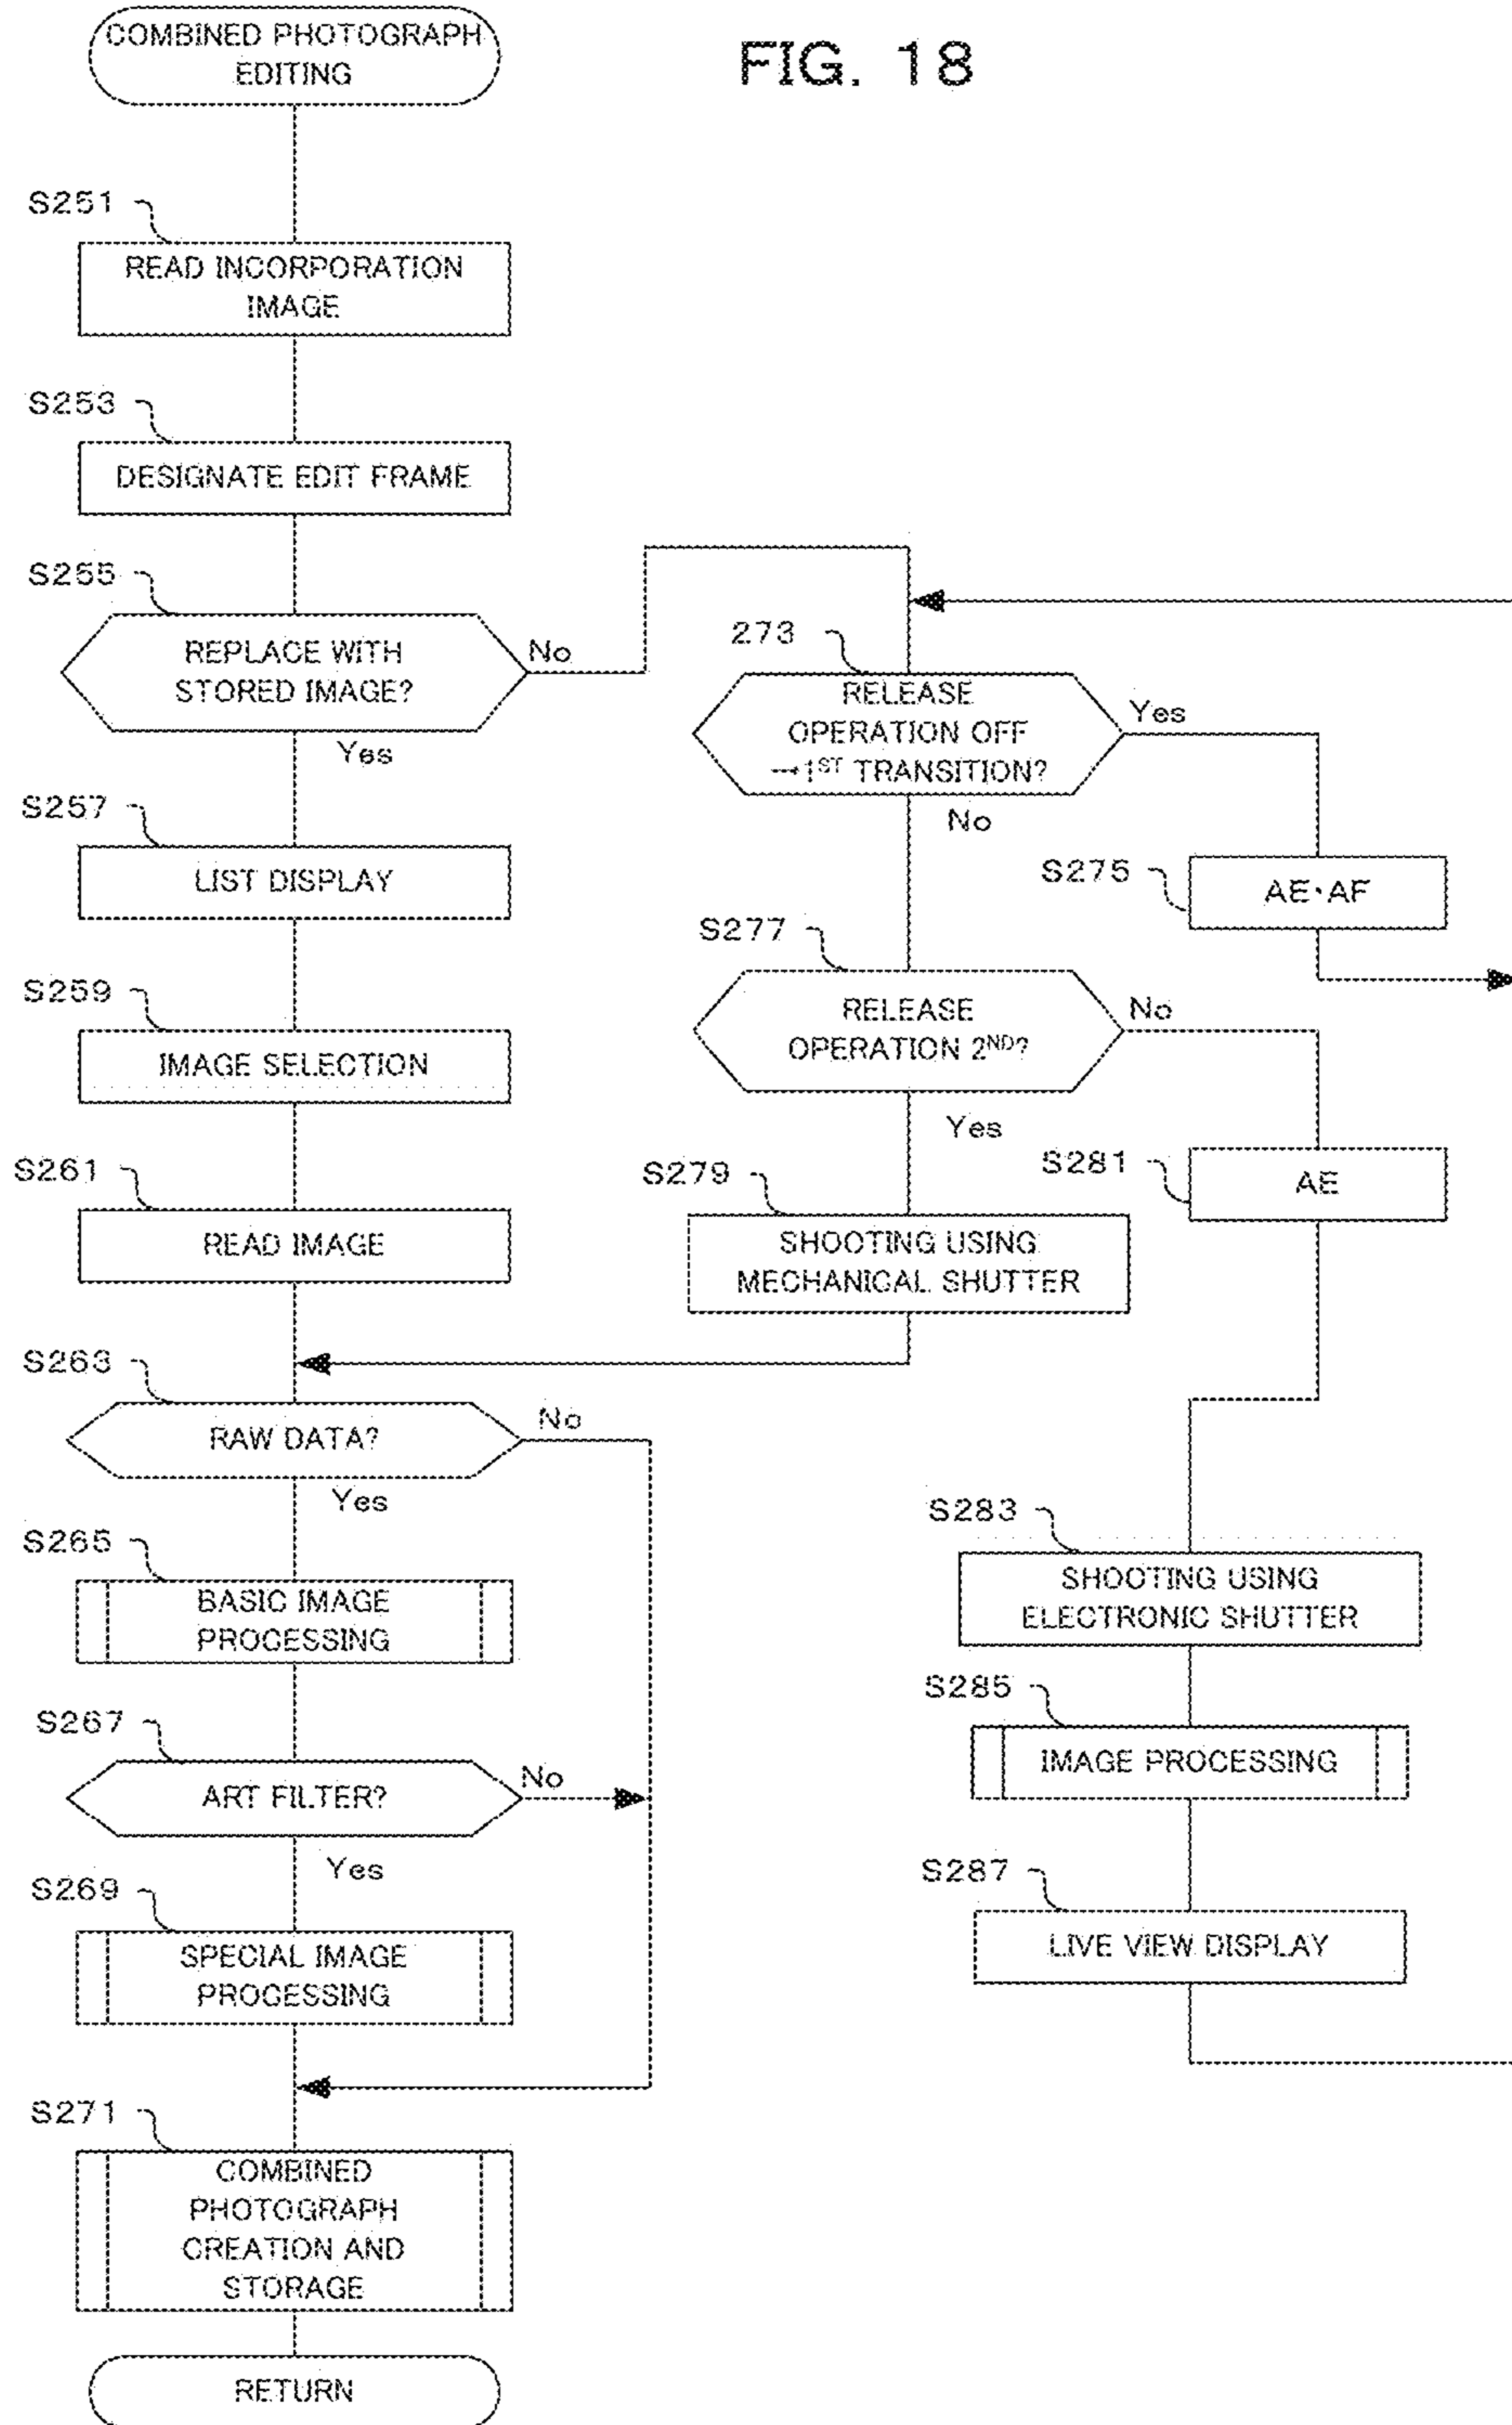 COMBINED PHOTOGRAPH
EDITING
FIG. 18
S251
READ INCORPORATION
IMAGE
S253
DESIGNATE EDIT FRAME
S255
REPLACE WITH
STORED IMAGE?
No
Yes
S257
LIST DISPLAY
S259
IMAGE SELECTION
S261
READ IMAGE
S263
RAW DATA?
No
Yes
S265
BASIC IMAGE
PROCESSING
S267
ART FILTER?
No
Yes
S269
SPECIAL IMAGE
PROCESSING
S271
COMBINED
PHOTOGRAPH
CREATION AND
STORAGE
RETURN
273
RELEASE
OPERATION OFF
→1ST TRANSITION?
Yes
No
S275
AE·AF
S277
RELEASE
OPERATION 2ND?
No
Yes
S279
SHOOTING USING
MECHANICAL SHUTTER
S281
AE
S283
SHOOTING USING
ELECTRONIC SHUTTER
S285
IMAGE PROCESSING
S287
LIVE VIEW DISPLAY